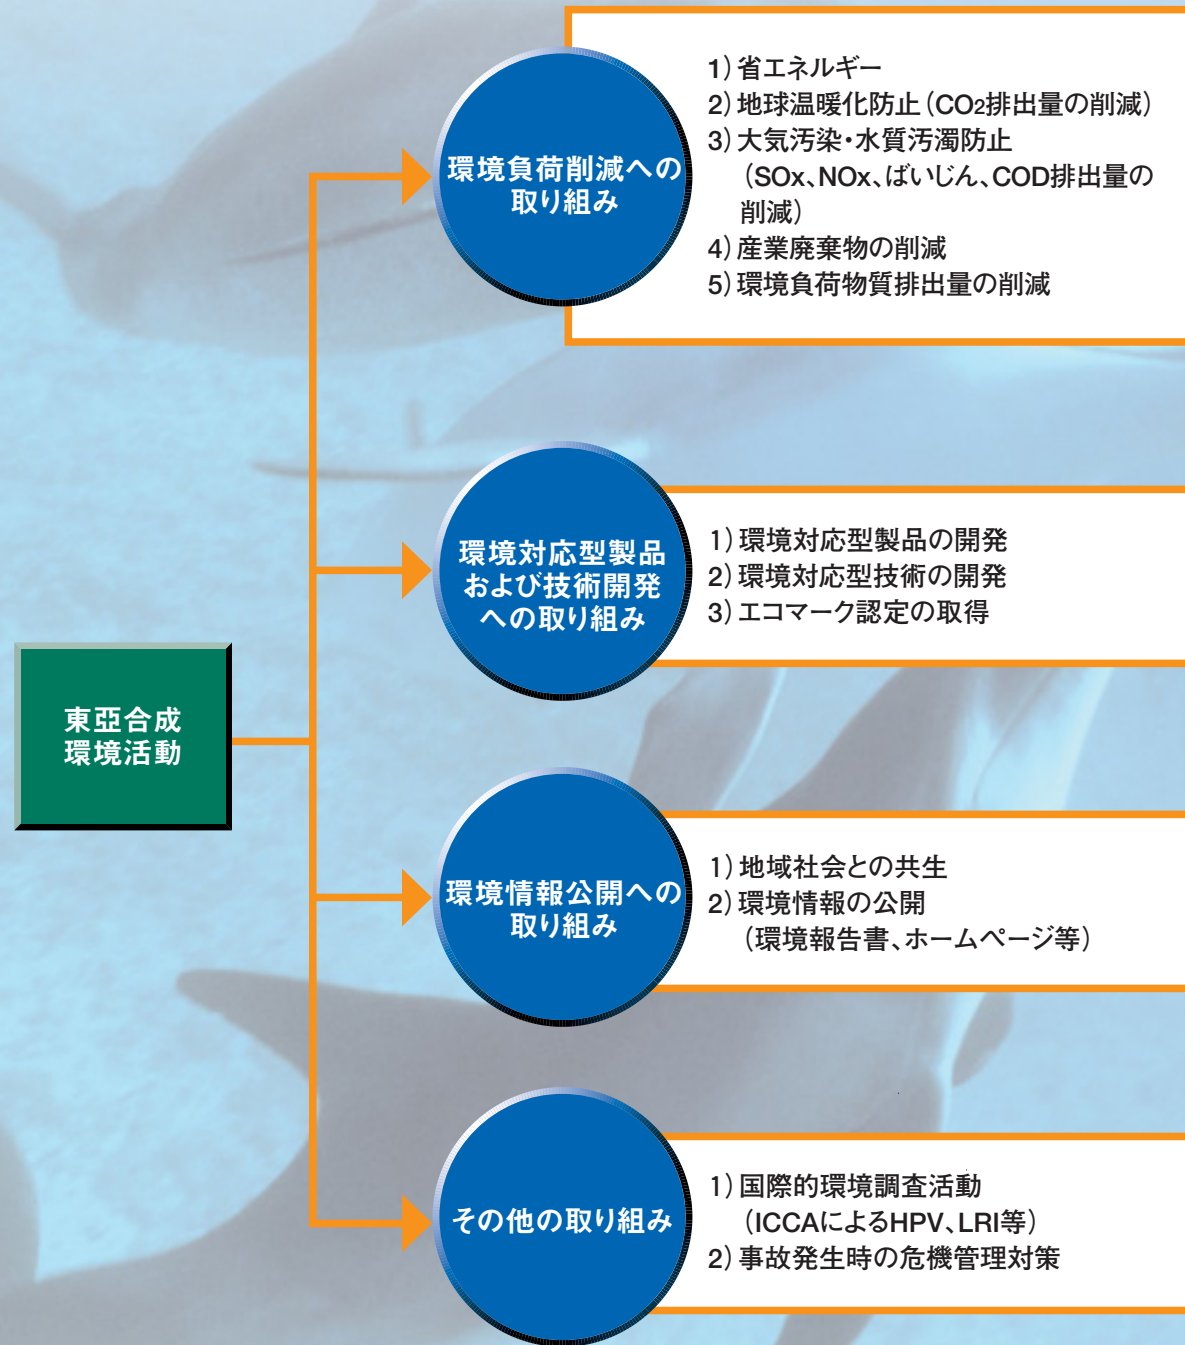 環境負荷削減への
取り組み
1）省エネルギー
2）地球温暖化防止（CO2排出量の削減）
3）大気汚染・水質汚濁防止
（SOx、NOx、ばいじん、COD排出量の
削減）
4）産業廃棄物の削減
5）環境負荷物質排出量の削減
環境対応型製品
および技術開発
への取り組み
1）環境対応型製品の開発
2）環境対応型技術の開発
3）エコマーク認定の取得
東亞合成
環境活動
環境情報公開への
取り組み
1）地域社会との共生
2）環境情報の公開
（環境報告書、ホームページ等）
その他の取り組み
1）国際的環境調査活動
（ICCAによるHPV、LRI等）
2）事故発生時の危機管理対策